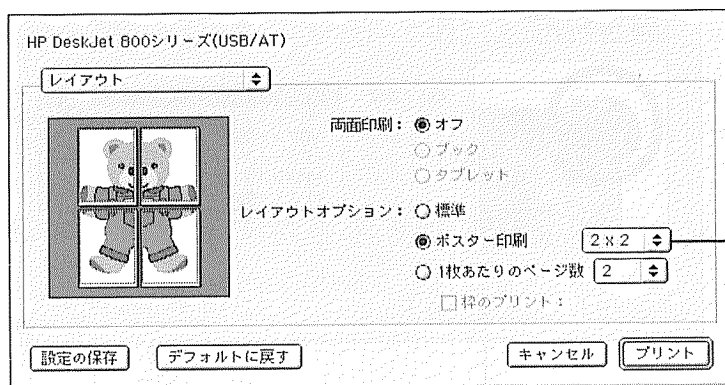 HP DeskJet 800シリーズ(USB/AT)
レイアウト
両面印刷： オフ
ブック
タブレット
レイアウトオプション： 標準
ポスター印刷 2 x 2
1枚あたりのページ数 2
枠のプリント：
設定の保存 デフォルトに戻す キャンセル プリント